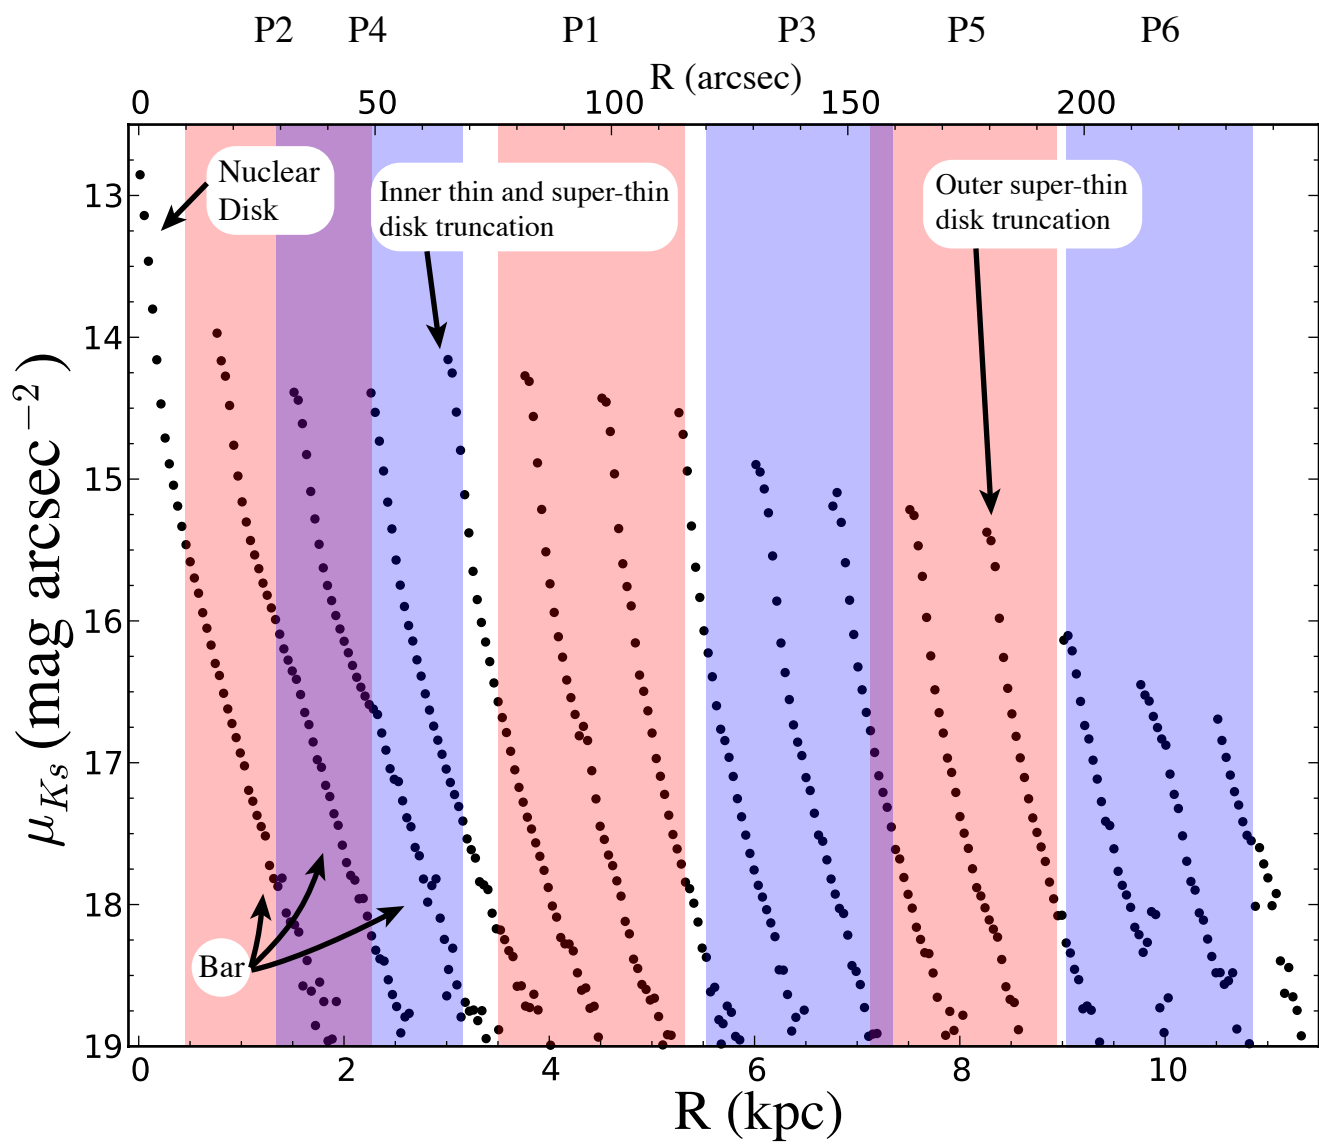 P2 P4 P1 P3 P5 P6
R (arcsec)
0 50 100 150 200
Nuclear
Disk
Inner thin and super-thin
disk truncation
Outer super-thin
disk truncation
13
14
15
16
17
18
19
μKs (mag arcsec−2)
Bar
0 2 4 6 8 10
R (kpc)